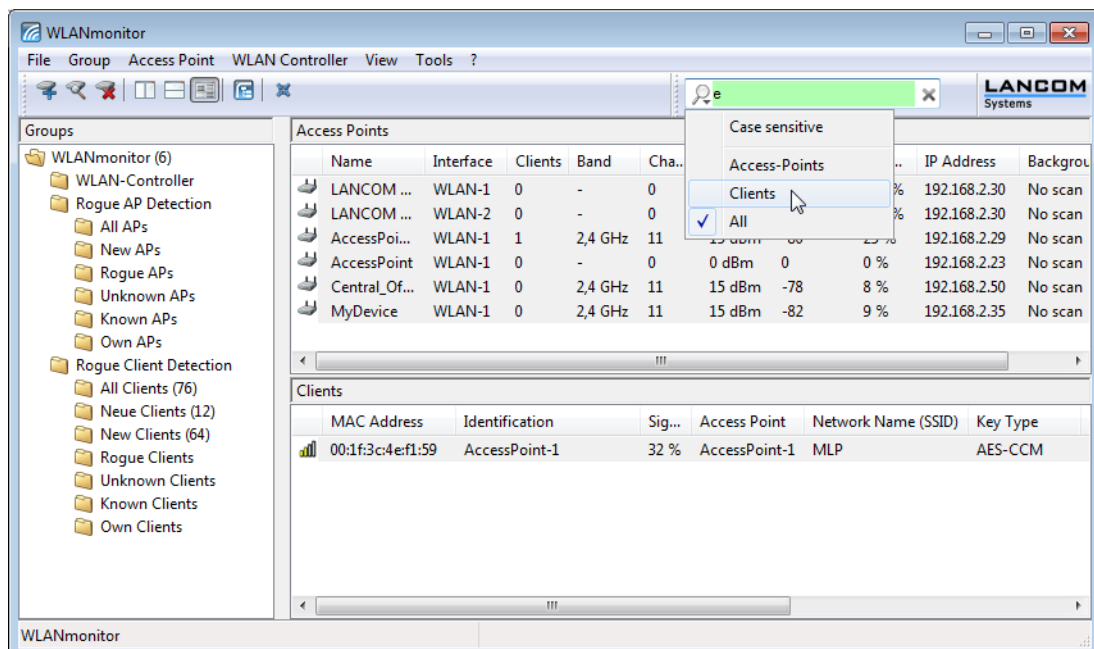 WLANmonitor
File Group Access Point WLAN Controller View Tools ?
e
LANCOM
Systems
Groups
WLANmonitor (6)
WLAN-Controller
Rogue AP Detection
All APs
New APs
Rogue APs
Unknown APs
Known APs
Own APs
Rogue Client Detection
All Clients (76)
Neue Clients (12)
New Clients (64)
Rogue Clients
Unknown Clients
Known Clients
Own Clients
Access Points
Name Interface Clients Band Cha... .. IP Address Backgrou
LANCOM ... WLAN-1 0 - 0 % 192.168.2.30 No scan
LANCOM ... WLAN-2 0 - 0 % 192.168.2.30 No scan
AccessPoi... WLAN-1 1 2,4 GHz 11 192.168.2.29 No scan
AccessPoint WLAN-1 0 - 0 0 dBm 0 0 % 192.168.2.23 No scan
Central_Of... WLAN-1 0 2,4 GHz 11 15 dBm -78 8 % 192.168.2.50 No scan
MyDevice WLAN-1 0 2,4 GHz 11 15 dBm -82 9 % 192.168.2.35 No scan
Case sensitive
Access-Points
Clients
All
Clients
MAC Address Identification Sig... Access Point Network Name (SSID) Key Type
00:1f:3c:4e:f1:59 AccessPoint-1 32 % AccessPoint-1 MLP AES-CCM
WLANmonitor